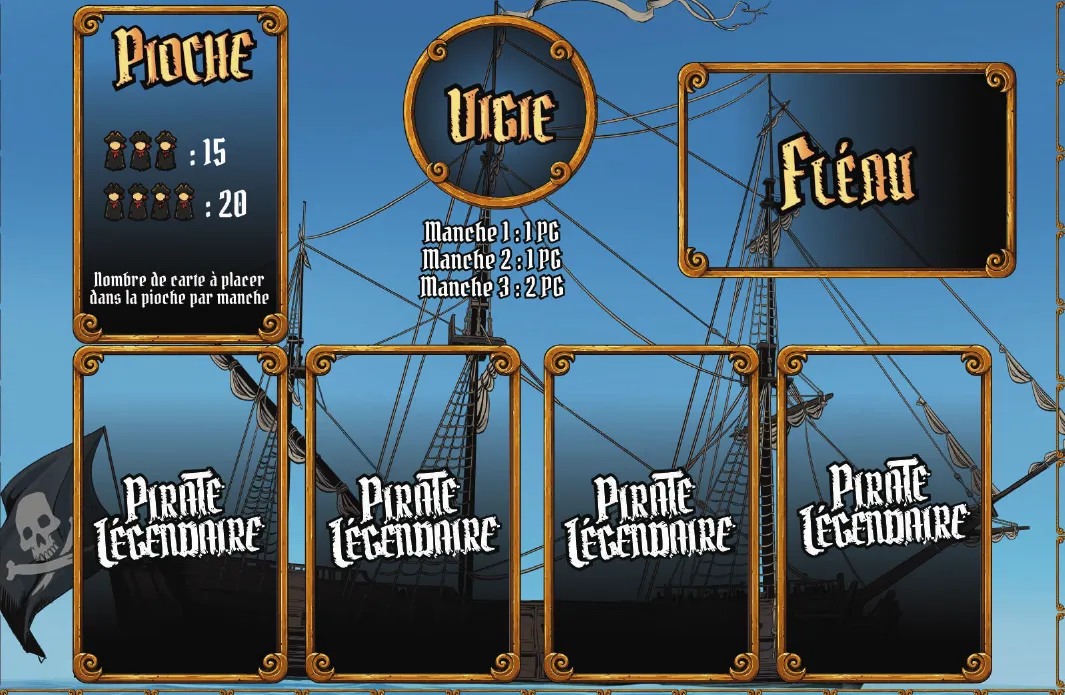 Pioche
: 15
: 20
Nombre de carte à placer
dans la pioche par manche
Vigie
Manche 1 : 1 PG
Manche 2 : 1 PG
Manche 3 : 2 PG
Fléau
Pirate
Légendaire
Pirate
Légendaire
Pirate
Légendaire
Pirate
Légendaire